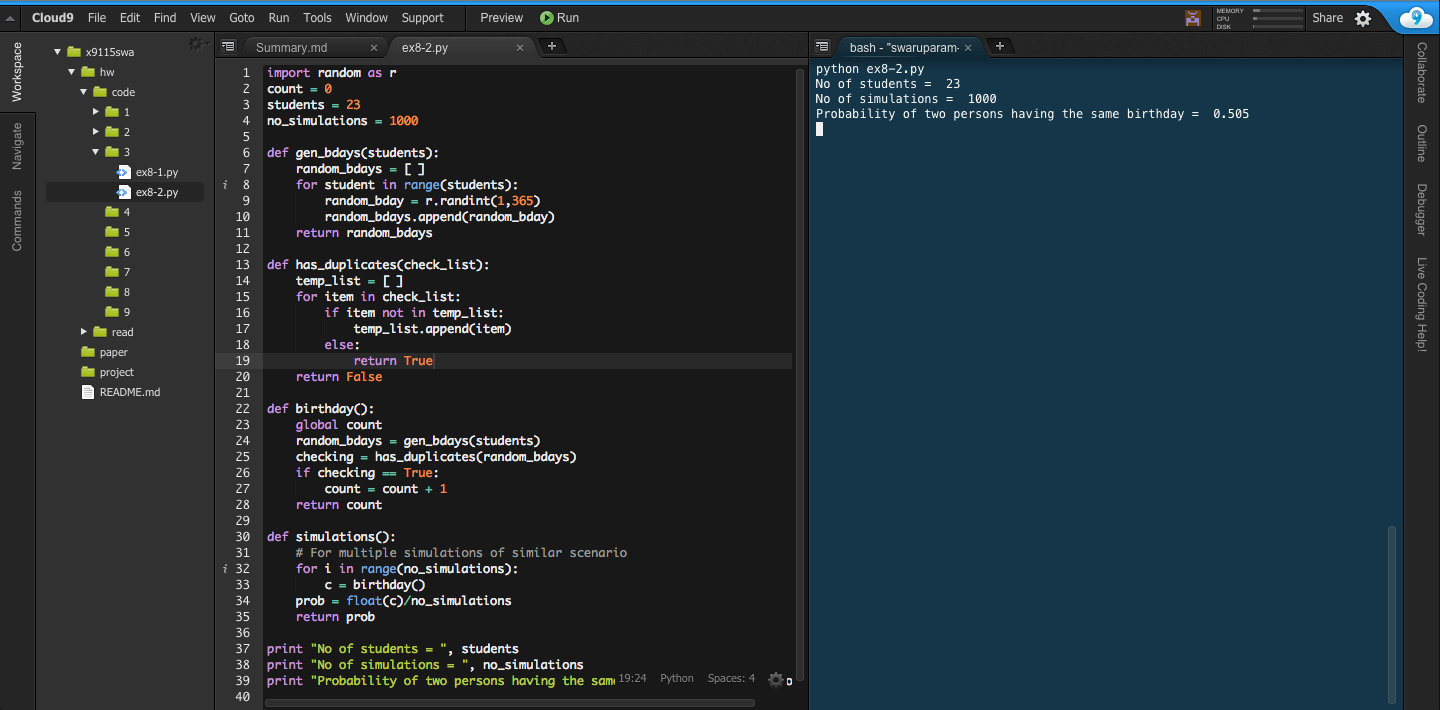 Cloud9 File Edit Find View Goto Run Tools Window Support Preview Run MEMORY CPU DISK Share 9
Workspace
Navigate
Commands
x9115swa
hw
code
1
2
3
ex8-1.py
ex8-2.py
4
5
6
7
8
9
read
paper
project
README.md
Summary.md × ex8-2.py × +
1 import random as r
2 count = 0
3 students = 23
4 no_simulations = 1000
5
6 def gen_bdays(students):
7 random_bdays = [ ]
i 8 for student in range(students):
9 random_bday = r.randint(1,365)
10 random_bdays.append(random_bday)
11 return random_bdays
12
13 def has_duplicates(check_list):
14 temp_list = [ ]
15 for item in check_list:
16 if item not in temp_list:
17 temp_list.append(item)
18 else:
19 return True
20 return False
21
22 def birthday():
23 global count
24 random_bdays = gen_bdays(students)
25 checking = has_duplicates(random_bdays)
26 if checking == True:
27 count = count + 1
28 return count
29
30 def simulations():
31 # For multiple simulations of similar scenario
i 32 for i in range(no_simulations):
33 c = birthday()
34 prob = float(c)/no_simulations
35 return prob
36
37 print "No of students = ", students
38 print "No of simulations = ", no_simulations
39 print "Probability of two persons having the sam
40
19:24 Python Spaces: 4
bash - "swaruparam- × +
python ex8-2.py
No of students =  23
No of simulations =  1000
Probability of two persons having the same birthday =  0.505
Collaborate
Outline
Debugger
Live Coding Help!